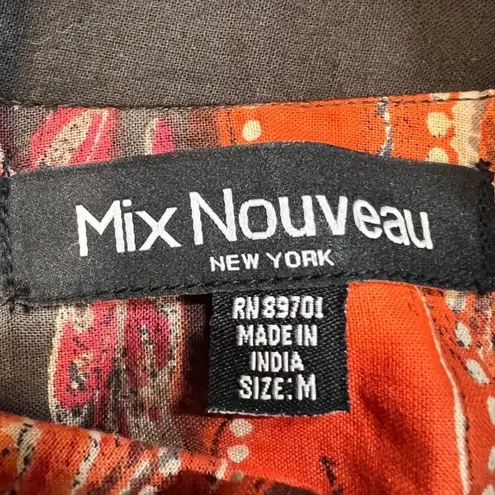 Mix Nouveau
NEW YORK
RN 89701
MADE IN
INDIA
SIZE: M